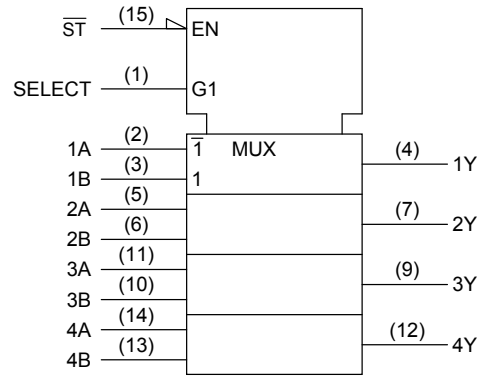 S̅T̅ (15) EN
SELECT (1) G1
1A (2) 1̅ MUX (4) 1Y
1B (3) 1
2A (5) (7) 2Y
2B (6)
3A (11) (9) 3Y
3B (10)
4A (14) (12) 4Y
4B (13)